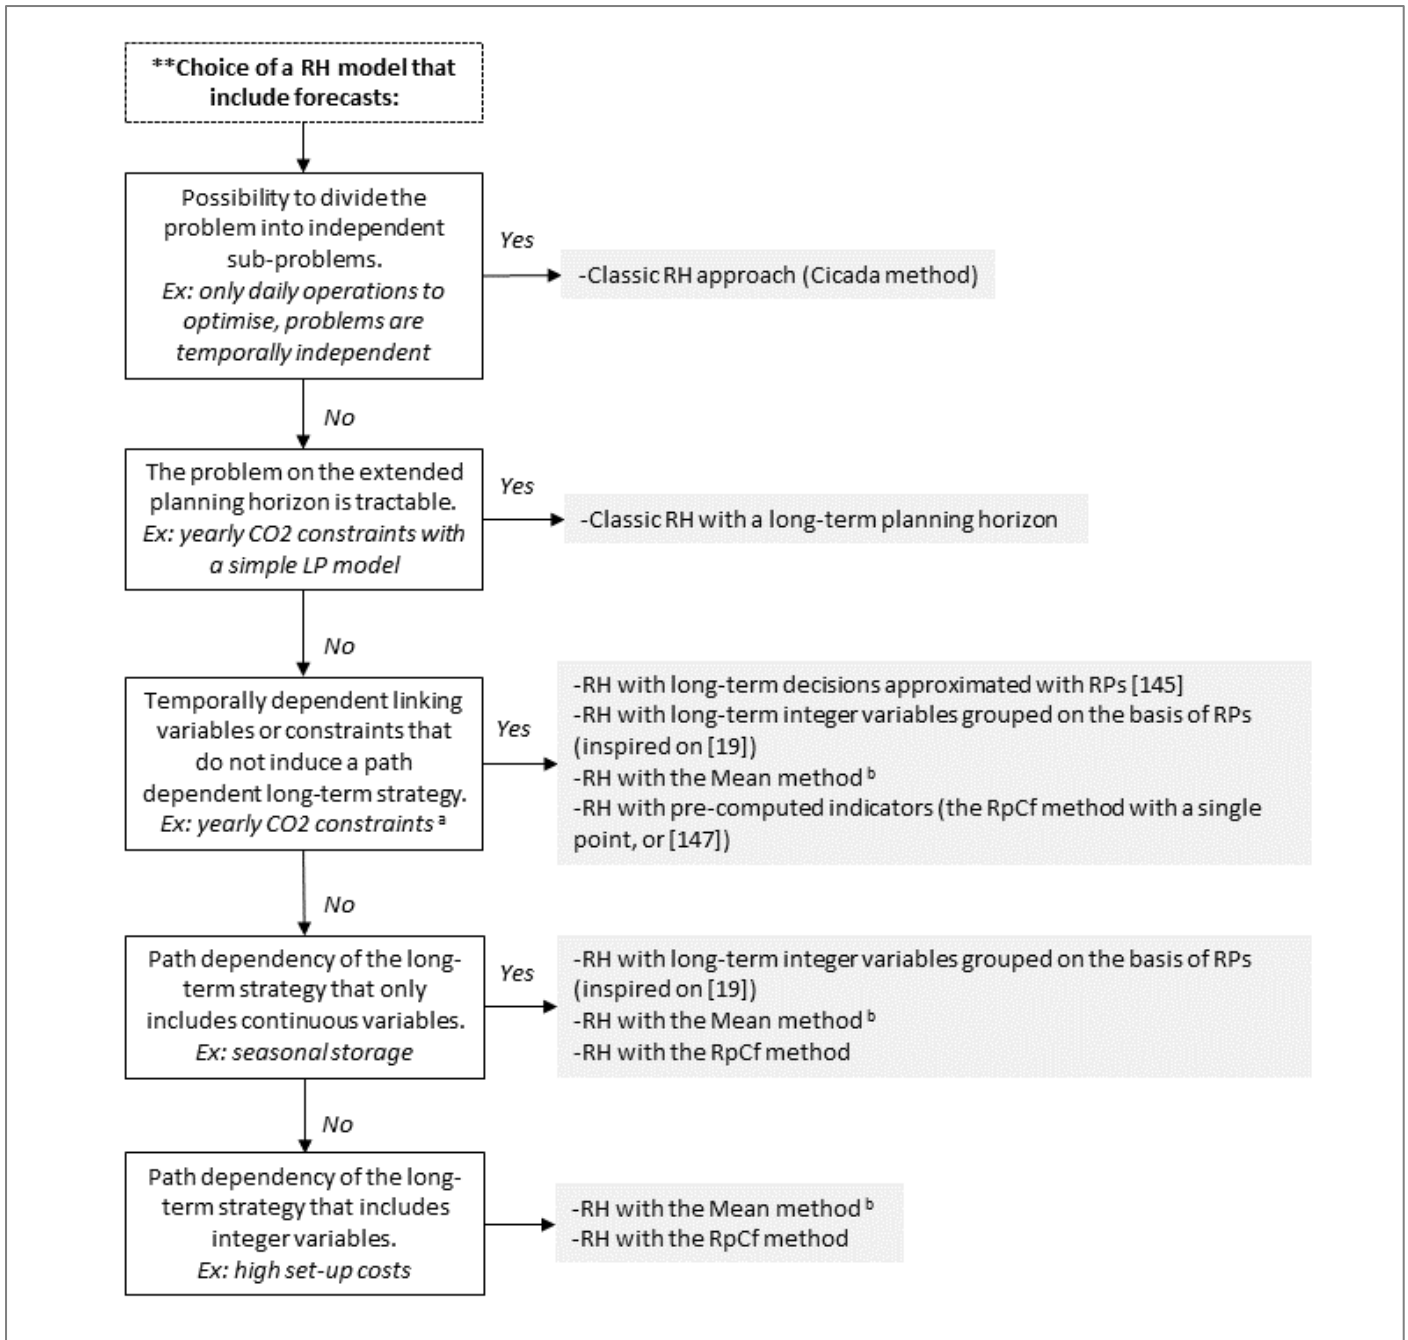 **Choice of a RH model that
include forecasts:
Possibility to divide the
problem into independent
sub-problems.
Ex: only daily operations to
optimise, problems are
temporally independent
Yes
-Classic RH approach (Cicada method)
No
The problem on the extended
planning horizon is tractable.
Ex: yearly CO2 constraints with
a simple LP model
Yes
-Classic RH with a long-term planning horizon
No
Temporally dependent linking
variables or constraints that
do not induce a path
dependent long-term strategy.
Ex: yearly CO2 constraints ᵃ
Yes
-RH with long-term decisions approximated with RPs [145]
-RH with long-term integer variables grouped on the basis of RPs
(inspired on [19])
-RH with the Mean method ᵇ
-RH with pre-computed indicators (the RpCf method with a single
point, or [147])
No
Path dependency of the long-
term strategy that only
includes continuous variables.
Ex: seasonal storage
Yes
-RH with long-term integer variables grouped on the basis of RPs
(inspired on [19])
-RH with the Mean method ᵇ
-RH with the RpCf method
No
Path dependency of the long-
term strategy that includes
integer variables.
Ex: high set-up costs
-RH with the Mean method ᵇ
-RH with the RpCf method